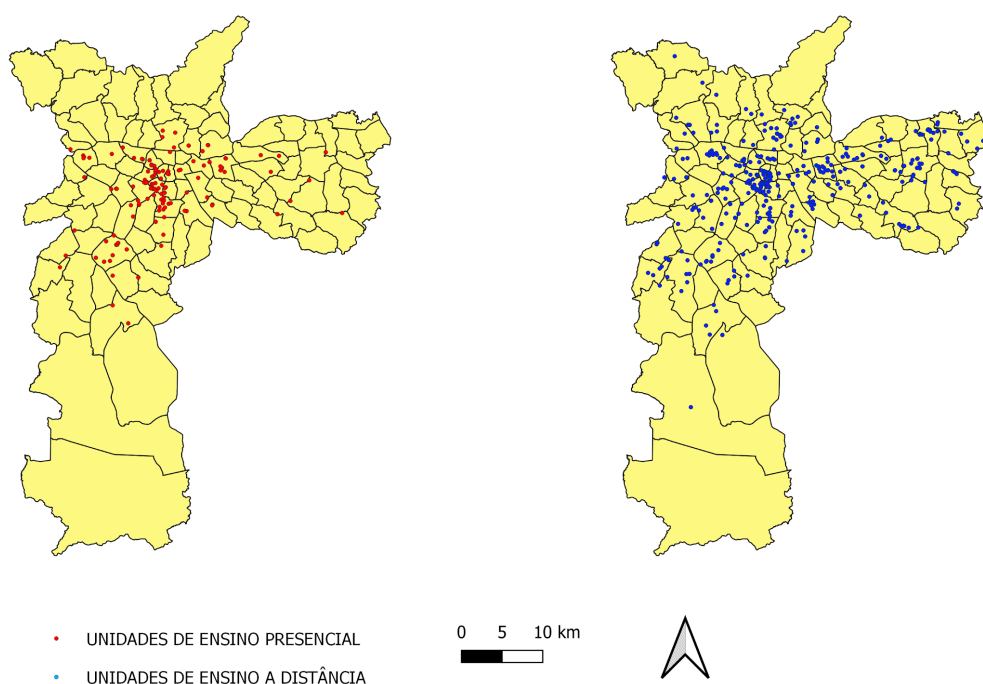 UNIDADES DE ENSINO PRESENCIAL
UNIDADES DE ENSINO A DISTÂNCIA
0 5 10 km